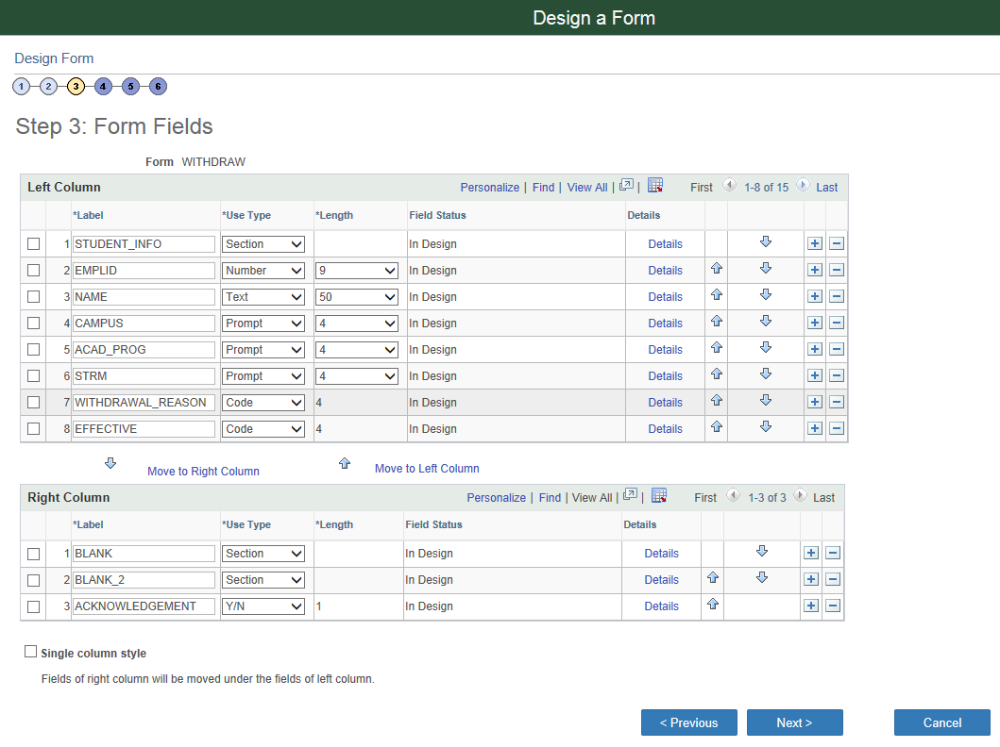 Design a Form
Design Form
1 2 3 4 5 6
Step 3: Form Fields
Form WITHDRAW
Left Column Personalize | Find | View All | | First 1-8 of 15 Last
*Label *Use Type *Length Field Status Details
1 STUDENT_INFO Section In Design Details
2 EMPLID Number 9 In Design Details
3 NAME Text 50 In Design Details
4 CAMPUS Prompt 4 In Design Details
5 ACAD_PROG Prompt 4 In Design Details
6 STRM Prompt 4 In Design Details
7 WITHDRAWAL_REASON Code 4 In Design Details
8 EFFECTIVE Code 4 In Design Details
Move to Right Column Move to Left Column
Right Column Personalize | Find | View All | | First 1-3 of 3 Last
*Label *Use Type *Length Field Status Details
1 BLANK Section In Design Details
2 BLANK_2 Section In Design Details
3 ACKNOWLEDGEMENT Y/N 1 In Design Details
Single column style
Fields of right column will be moved under the fields of left column.
< Previous Next > Cancel